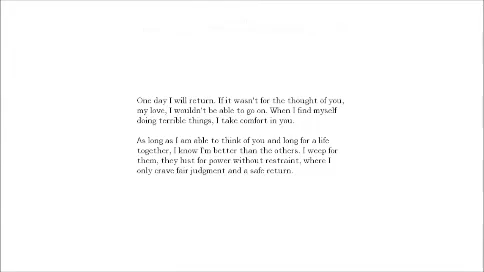 One day I will return. If it wasn't for the thought of you,
my love, I wouldn't be able to go on. When I find myself
doing terrible things, I take comfort in you.
As long as I am able to think of you and long for a life
together, I know I'm better than the others. I weep for
them, they lust for power without restraint, where I
only crave fair judgment and a safe return.